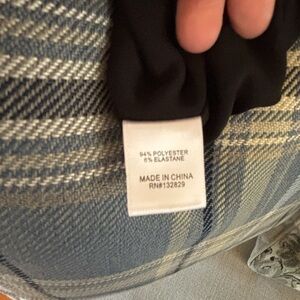 94% POLYESTER
6% ELASTANE
MADE IN CHINA
RN#132829